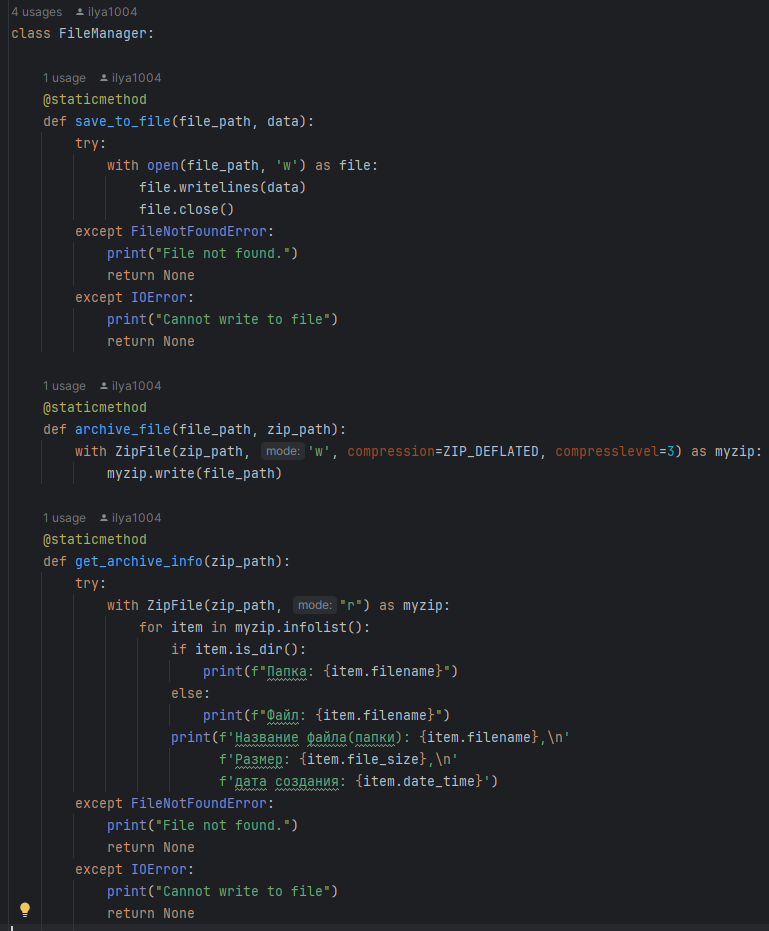 4 usages ilya1004
class FileManager:
1 usage ilya1004
@staticmethod
def save_to_file(file_path, data):
try:
with open(file_path, 'w') as file:
file.writelines(data)
file.close()
except FileNotFoundError:
print("File not found.")
return None
except IOError:
print("Cannot write to file")
return None
1 usage ilya1004
@staticmethod
def archive_file(file_path, zip_path):
with ZipFile(zip_path, mode: 'w', compression=ZIP_DEFLATED, compresslevel=3) as myzip:
myzip.write(file_path)
1 usage ilya1004
@staticmethod
def get_archive_info(zip_path):
try:
with ZipFile(zip_path, mode: "r") as myzip:
for item in myzip.infolist():
if item.is_dir():
print(f"Папка: {item.filename}")
else:
print(f"Файл: {item.filename}")
print(f'Название файла(папки): {item.filename},\n'
f'Размер: {item.file_size},\n'
f'дата создания: {item.date_time}')
except FileNotFoundError:
print("File not found.")
return None
except IOError:
print("Cannot write to file")
return None